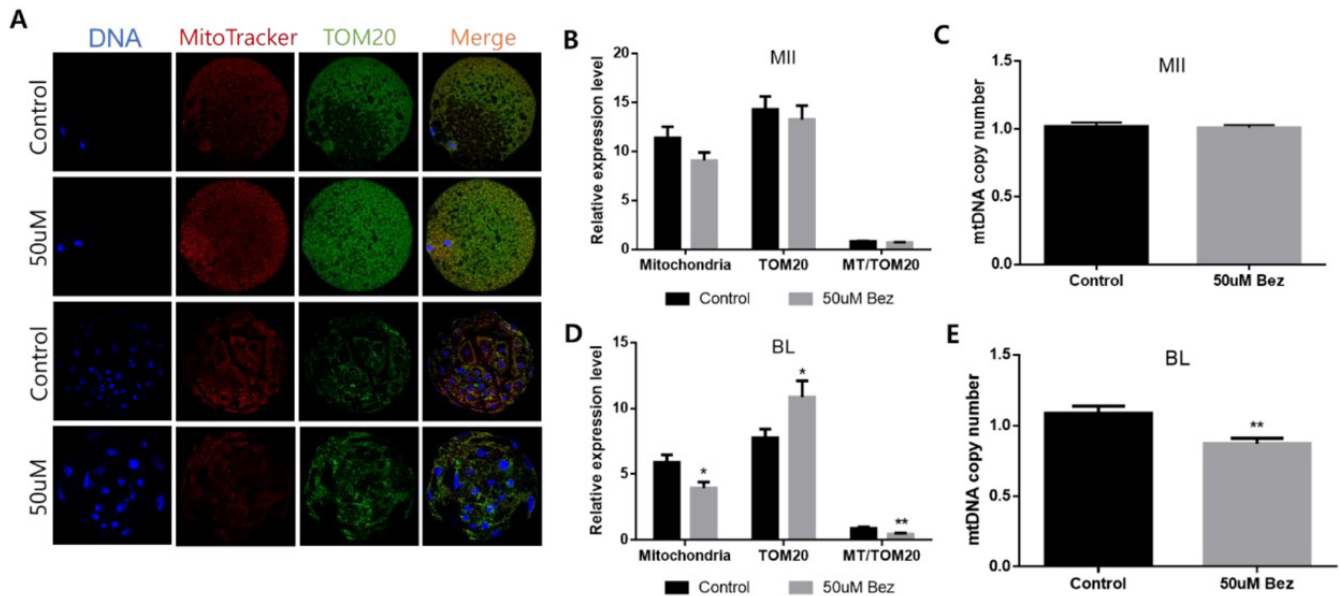 A
DNA MitoTracker TOM20 Merge
Control
50uM
Control
50uM
B
MII
Relative expression level
20
15
10
5
0
Mitochondria TOM20 MT/TOM20
Control 50uM Bez
C
MII
mtDNA copy number
1.5
1.0
0.5
0.0
Control 50uM Bez
D
BL
Relative expression level
15
10
5
0
*
*
**
Mitochondria TOM20 MT/TOM20
Control 50uM Bez
E
BL
mtDNA copy number
1.5
1.0
0.5
0.0
**
Control 50uM Bez